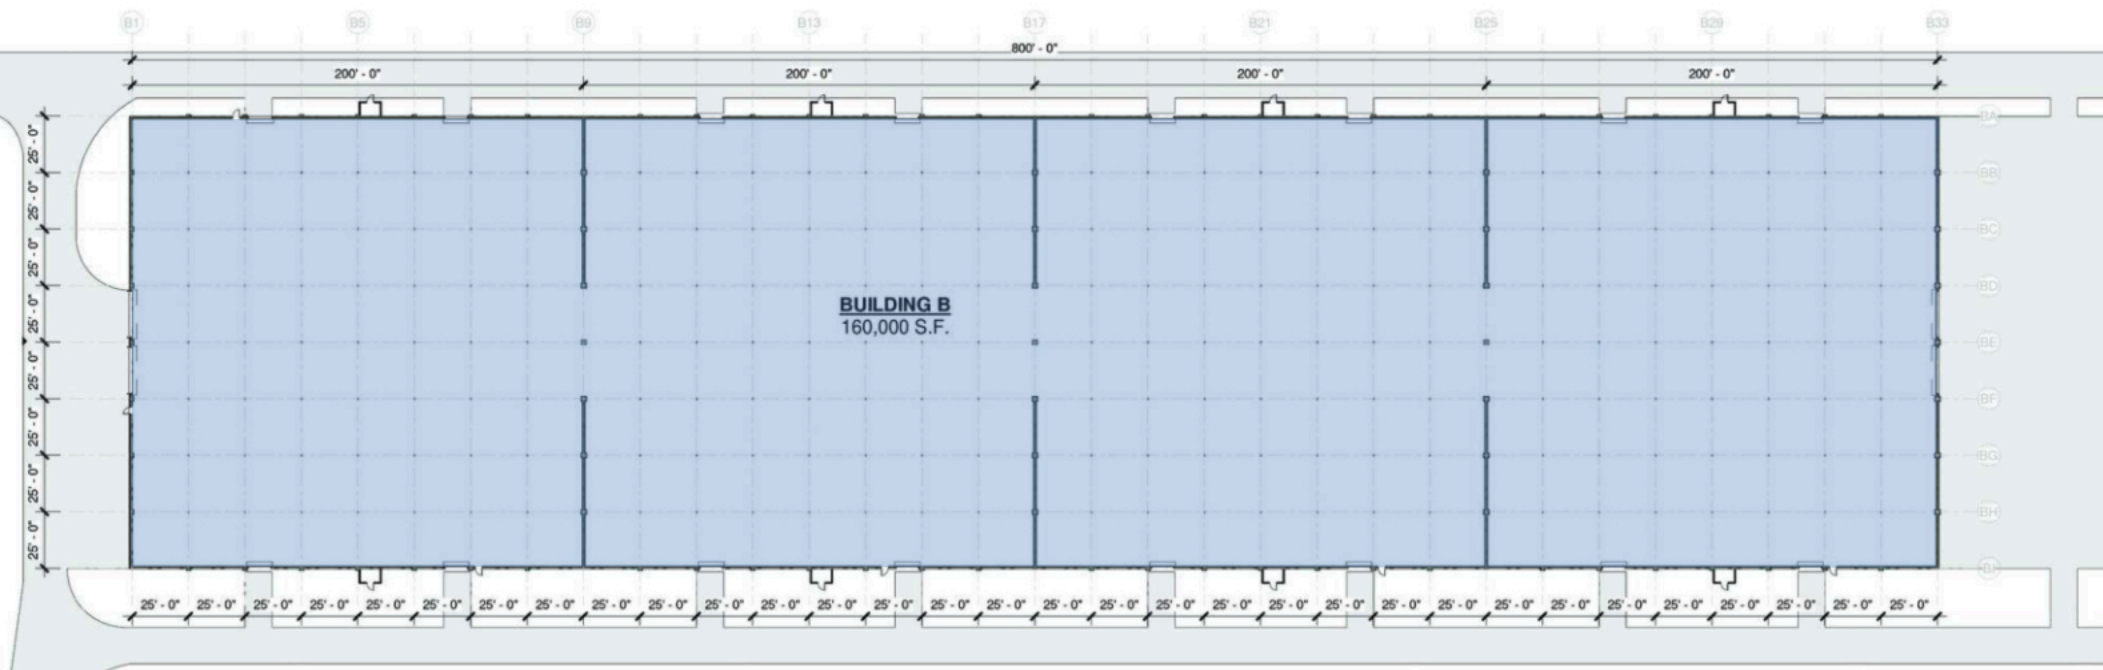 B1 B5 B9 B13 B17 B21 B25 B29 B33
800' - 0"
200' - 0" 200' - 0" 200' - 0" 200' - 0"
BA
25' - 0"
BB
25' - 0"
BC
25' - 0"
BD
25' - 0"
BUILDING B
160,000 S.F.
BE
25' - 0"
BF
25' - 0"
BG
25' - 0"
BH
25' - 0"
BI
25' - 0" 25' - 0" 25' - 0" 25' - 0" 25' - 0" 25' - 0" 25' - 0" 25' - 0" 25' - 0" 25' - 0" 25' - 0" 25' - 0" 25' - 0" 25' - 0" 25' - 0" 25' - 0" 25' - 0" 25' - 0" 25' - 0" 25' - 0" 25' - 0" 25' - 0" 25' - 0" 25' - 0" 25' - 0" 25' - 0" 25' - 0" 25' - 0" 25' - 0" 25' - 0" 25' - 0" 25' - 0"